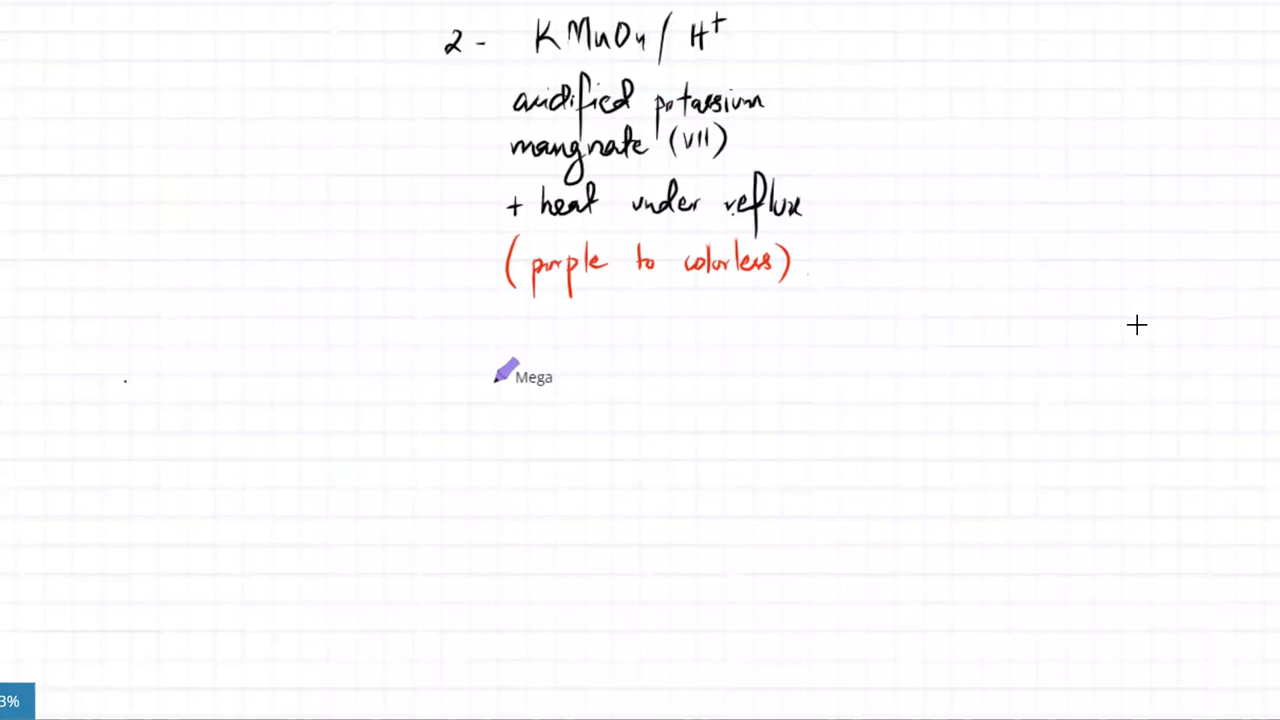 2 - KMnO4 / H+
acidified potassium
mangnate (VII)
+ heat under reflux
(purple to colorless)
Mega
3%